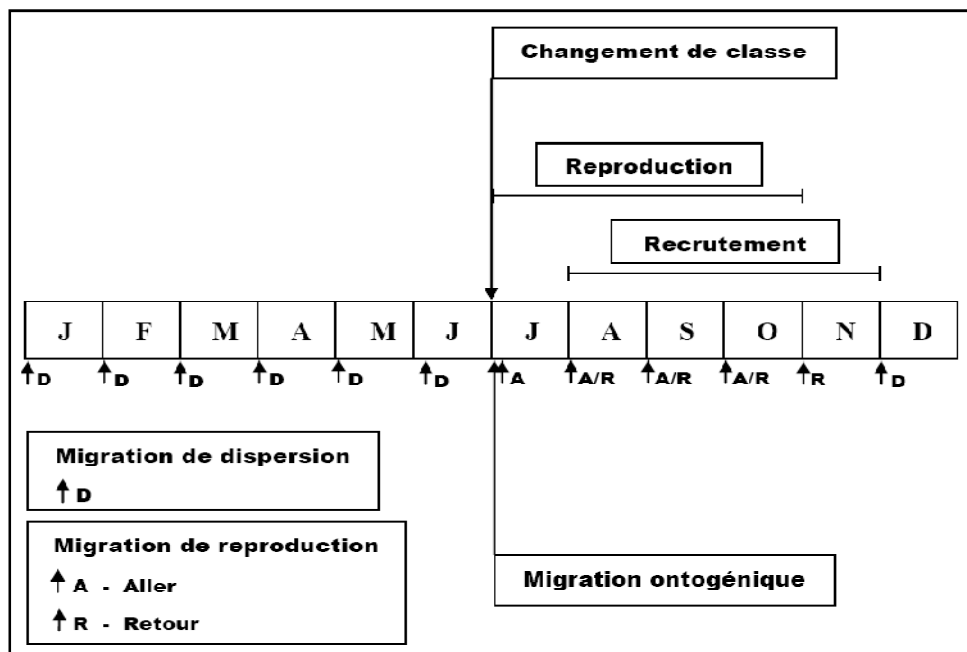 Changement de classe
Reproduction
Recrutement
J F M A M J J A S O N D
D D D D D D A A/R A/R A/R R D
Migration de dispersion
D
Migration de reproduction
A - Aller
R - Retour
Migration ontogénique